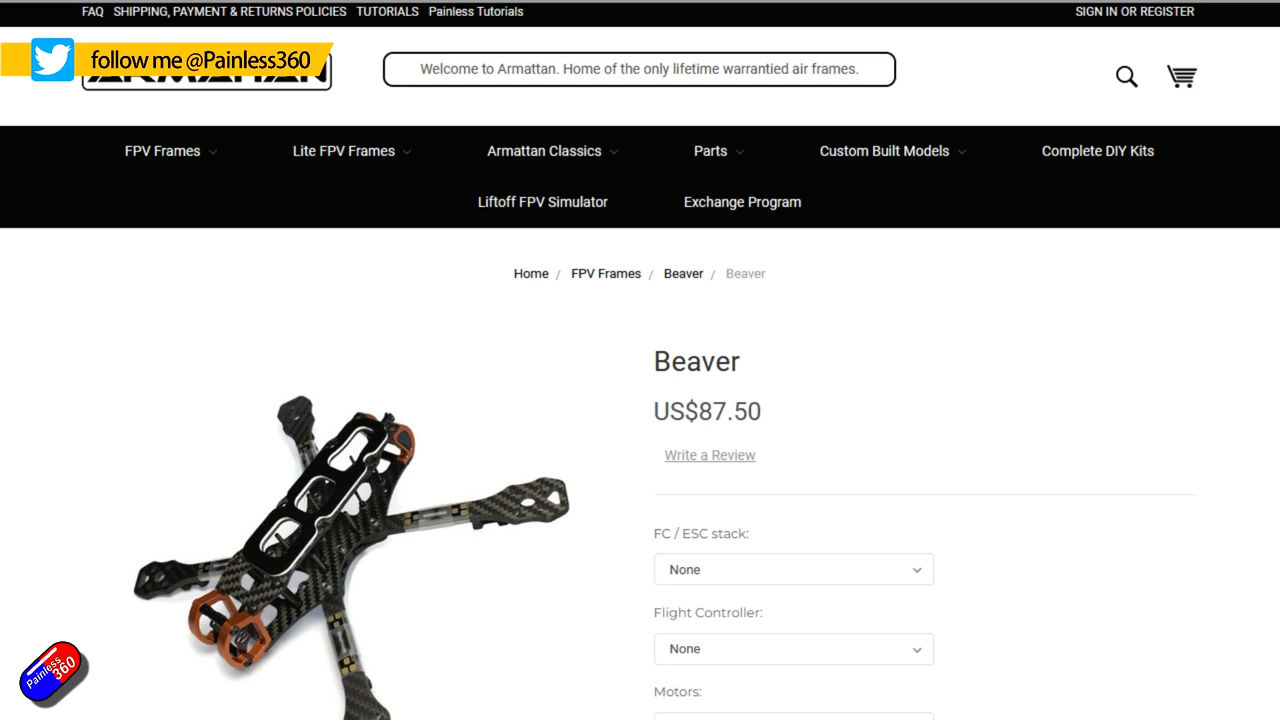 FAQ SHIPPING, PAYMENT & RETURNS POLICIES TUTORIALS Painless Tutorials SIGN IN OR REGISTER
follow me @Painless360
ARMATTAN
Welcome to Armattan. Home of the only lifetime warrantied air frames.
FPV Frames Lite FPV Frames Armattan Classics Parts Custom Built Models Complete DIY Kits
Liftoff FPV Simulator Exchange Program
Home / FPV Frames / Beaver / Beaver
Beaver
US$87.50
Write a Review
FC / ESC stack:
None
Flight Controller:
None
Motors:
Painless
360